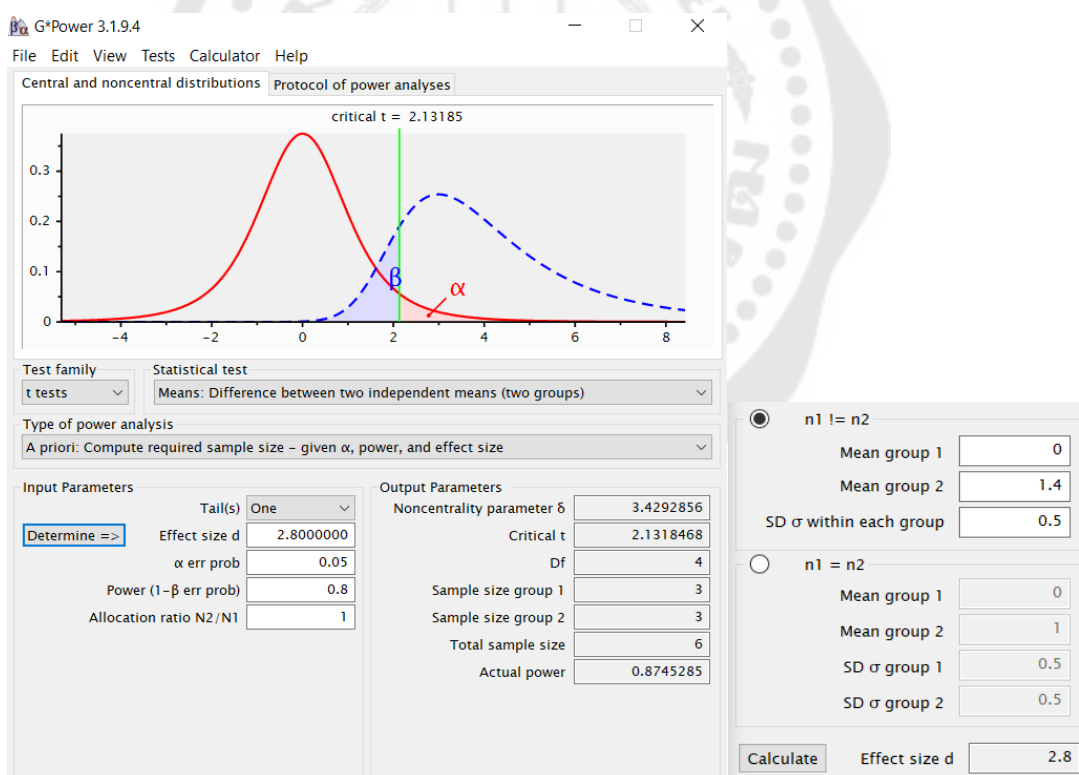 G*Power 3.1.9.4
File Edit View Tests Calculator Help
Central and noncentral distributions Protocol of power analyses
critical t = 2.13185
0.3
0.2
0.1
0
β
α
-4 -2 0 2 4 6 8
Test family Statistical test
t tests Means: Difference between two independent means (two groups)
Type of power analysis
A priori: Compute required sample size – given α, power, and effect size
Input Parameters
Tail(s) One
Determine => Effect size d 2.8000000
α err prob 0.05
Power (1-β err prob) 0.8
Allocation ratio N2/N1 1
Output Parameters
Noncentrality parameter δ 3.4292856
Critical t 2.1318468
Df 4
Sample size group 1 3
Sample size group 2 3
Total sample size 6
Actual power 0.8745285
n1 != n2
Mean group 1 0
Mean group 2 1.4
SD σ within each group 0.5
n1 = n2
Mean group 1 0
Mean group 2 1
SD σ group 1 0.5
SD σ group 2 0.5
Calculate Effect size d 2.8